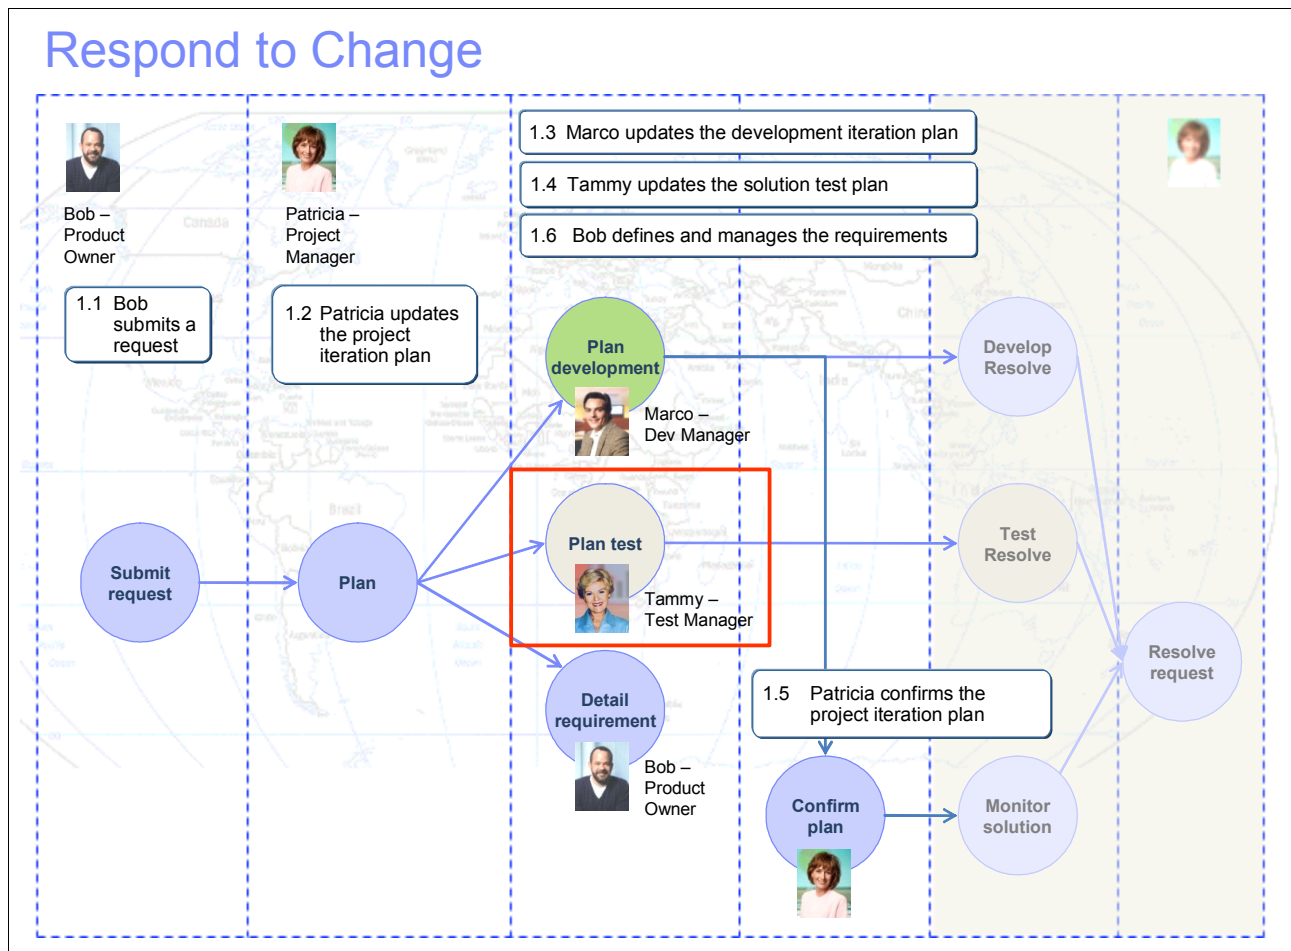 Respond to Change
Bob –
Product
Owner
Patricia –
Project
Manager
1.1 Bob
submits a
request
1.2 Patricia updates
the project
iteration plan
1.3 Marco updates the development iteration plan
1.4 Tammy updates the solution test plan
1.6 Bob defines and manages the requirements
Plan
development
Marco –
Dev Manager
Develop
Resolve
Submit
request
Plan
Plan test
Tammy –
Test Manager
Test
Resolve
Detail
requirement
Bob –
Product
Owner
1.5 Patricia confirms the
project iteration plan
Confirm
plan
Monitor
solution
Resolve
request
Canada
Brazil
India